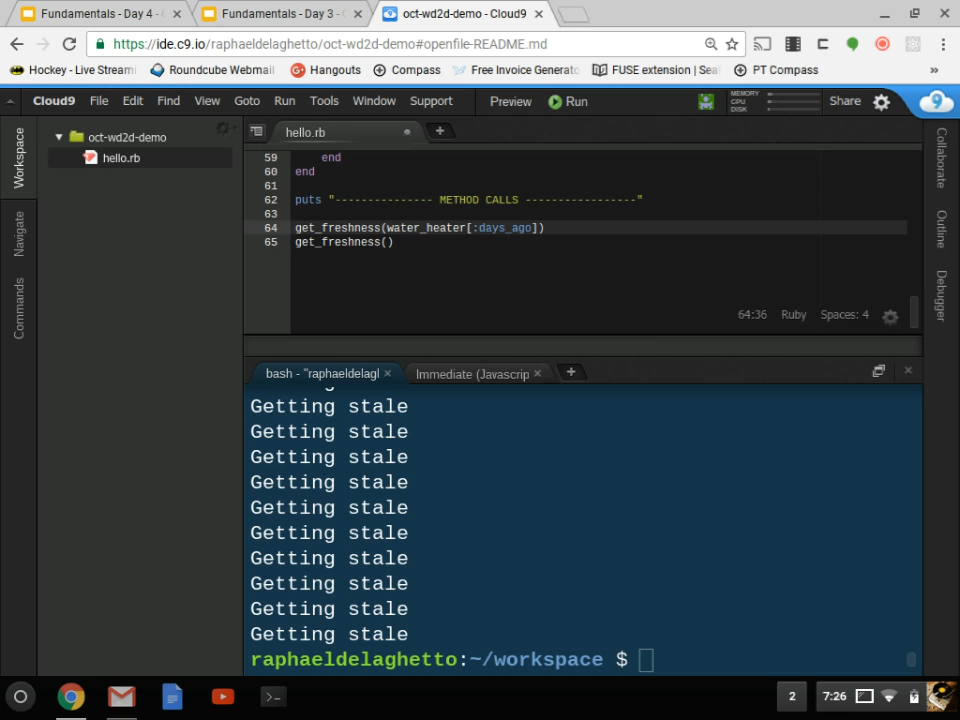 Fundamentals - Day 4 -
Fundamentals - Day 3 -
oct-wd2d-demo - Cloud9
https://ide.c9.io/raphaeldelaghetto/oct-wd2d-demo#openfile-README.md
Hockey - Live Streami
Roundcube Webmail
Hangouts
Compass
Free Invoice Generato
FUSE extension | Sea
PT Compass
»
Cloud9 File Edit Find View Goto Run Tools Window Support Preview Run
MEMORY
CPU
DISK
Share
Workspace
Navigate
Commands
oct-wd2d-demo
hello.rb
hello.rb
59 end
60 end
61
62 puts "--------------- METHOD CALLS -----------------"
63
64 get_freshness(water_heater[:days_ago])
65 get_freshness()
64:36 Ruby Spaces: 4
Collaborate
Outline
Debugger
bash - "raphaeldelagl
Immediate (Javascrip
Getting stale
Getting stale
Getting stale
Getting stale
Getting stale
Getting stale
Getting stale
Getting stale
Getting stale
Getting stale
raphaeldelaghetto:~/workspace $
2
7:26